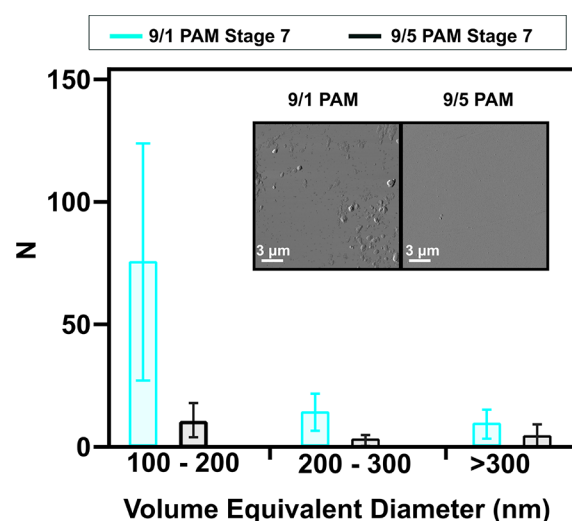 9/1 PAM Stage 7 9/5 PAM Stage 7
150
100
50
0
N
9/1 PAM 9/5 PAM
3 μm 3 μm
100 - 200 200 - 300 >300
Volume Equivalent Diameter (nm)